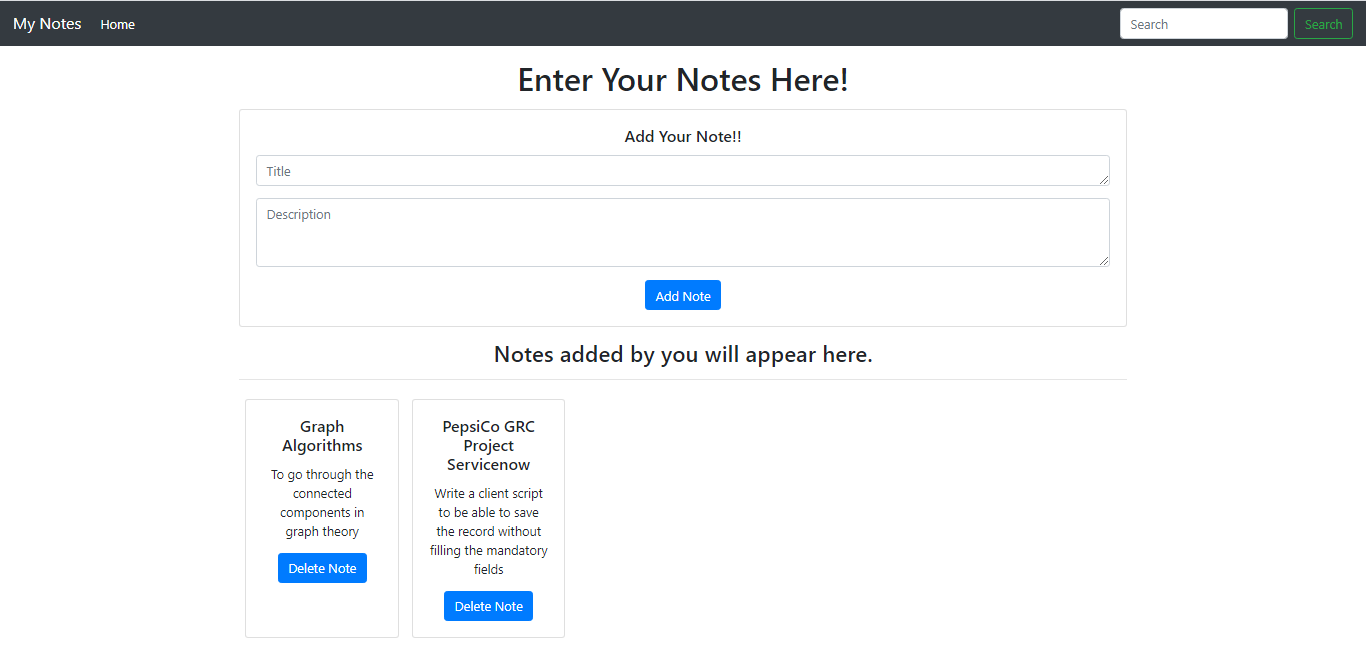 My Notes Home Search Search
Enter Your Notes Here!
Add Your Note!!
Title
Description
Add Note
Notes added by you will appear here.
Graph
Algorithms
To go through the
connected
components in
graph theory
Delete Note
PepsiCo GRC
Project
Servicenow
Write a client script
to be able to save
the record without
filling the mandatory
fields
Delete Note